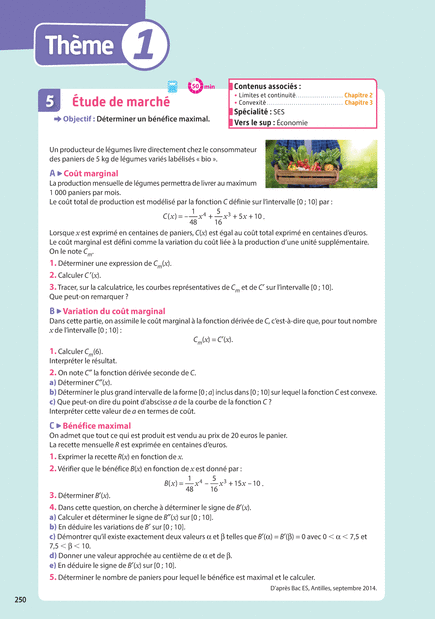 Thème 1
50 min
Contenus associés :
• Limites et continuité........................ Chapitre 2
• Convexité........................................ Chapitre 3
Spécialité : SES
Vers le sup : Économie
5 Étude de marché
➡ Objectif : Déterminer un bénéfice maximal.
Un producteur de légumes livre directement chez le consommateur
des paniers de 5 kg de légumes variés labélisés « bio ».
A ▶ Coût marginal
La production mensuelle de légumes permettra de livrer au maximum
1 000 paniers par mois.
Le coût total de production est modélisé par la fonction C définie sur l'intervalle [0 ; 10] par :
C(x) = – 1/48 x⁴ + 5/16 x³ + 5x + 10 .
Lorsque x est exprimé en centaines de paniers, C(x) est égal au coût total exprimé en centaines d'euros.
Le coût marginal est défini comme la variation du coût liée à la production d'une unité supplémentaire.
On le note Cₘ.
1. Déterminer une expression de Cₘ(x).
2. Calculer C'(x).
3. Tracer, sur la calculatrice, les courbes représentatives de Cₘ et de C' sur l'intervalle [0 ; 10].
Que peut-on remarquer ?
B ▶ Variation du coût marginal
Dans cette partie, on assimile le coût marginal à la fonction dérivée de C, c'est-à-dire que, pour tout nombre
x de l'intervalle [0 ; 10] :
Cₘ(x) = C'(x).
1. Calculer Cₘ(6).
Interpréter le résultat.
2. On note C" la fonction dérivée seconde de C.
a) Déterminer C"(x).
b) Déterminer le plus grand intervalle de la forme [0 ; a] inclus dans [0 ; 10] sur lequel la fonction C est convexe.
c) Que peut-on dire du point d'abscisse a de la courbe de la fonction C ?
Interpréter cette valeur de a en termes de coût.
C ▶ Bénéfice maximal
On admet que tout ce qui est produit est vendu au prix de 20 euros le panier.
La recette mensuelle R est exprimée en centaines d'euros.
1. Exprimer la recette R(x) en fonction de x.
2. Vérifier que le bénéfice B(x) en fonction de x est donné par :
B(x) = 1/48 x⁴ – 5/16 x³ + 15x – 10 .
3. Déterminer B'(x).
4. Dans cette question, on cherche à déterminer le signe de B'(x).
a) Calculer et déterminer le signe de B"(x) sur [0 ; 10].
b) En déduire les variations de B' sur [0 ; 10].
c) Démontrer qu'il existe exactement deux valeurs α et β telles que B'(α) = B'(β) = 0 avec 0 < α < 7,5 et
7,5 < β < 10.
d) Donner une valeur approchée au centième de α et de β.
e) En déduire le signe de B'(x) sur [0 ; 10].
5. Déterminer le nombre de paniers pour lequel le bénéfice est maximal et le calculer.
D'après Bac ES, Antilles, septembre 2014.
250